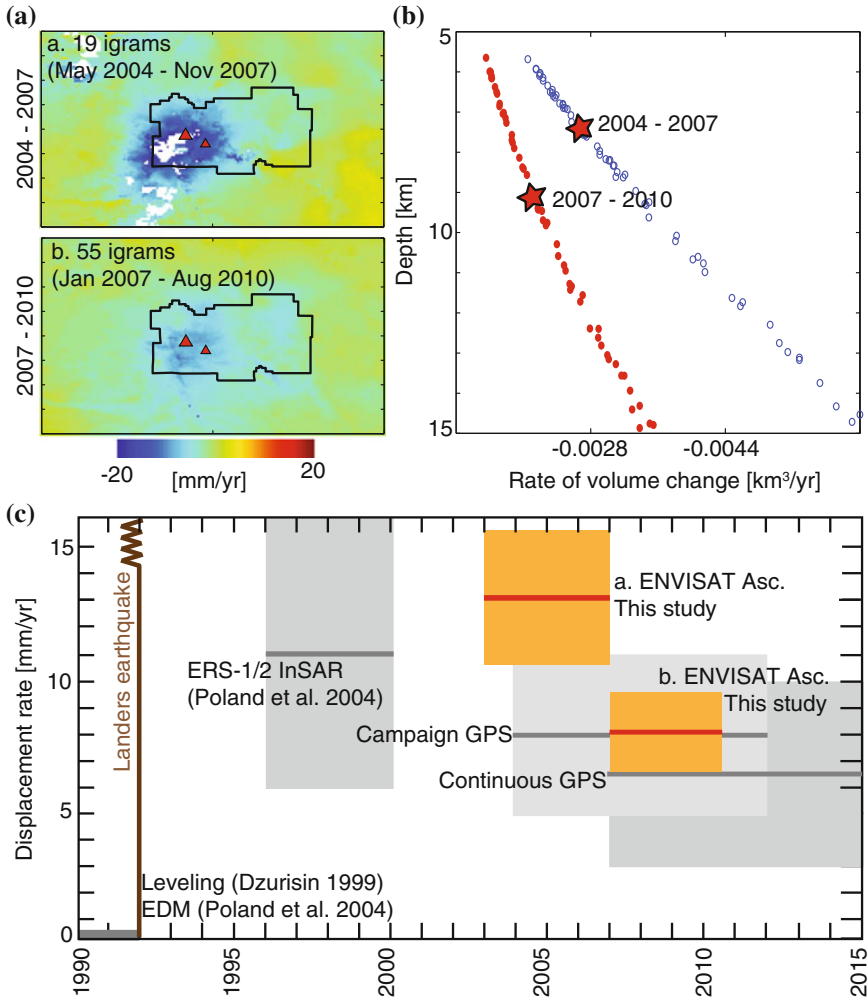 (a)
a. 19 igrams
(May 2004 - Nov 2007)
2004 - 2007
b. 55 igrams
(Jan 2007 - Aug 2010)
2007 - 2010
-20
[mm/yr]
20
(b)
5
10
15
Depth [km]
2004 - 2007
2007 - 2010
-0.0028
-0.0044
Rate of volume change [km³/yr]
(c)
15
10
5
0
Displacement rate [mm/yr]
Landers earthquake
ERS-1/2 InSAR
(Poland et al. 2004)
a. ENVISAT Asc.
This study
b. ENVISAT Asc.
This study
Campaign GPS
Continuous GPS
Leveling (Dzurisin 1999)
EDM (Poland et al. 2004)
1990
1995
2000
2005
2010
2015